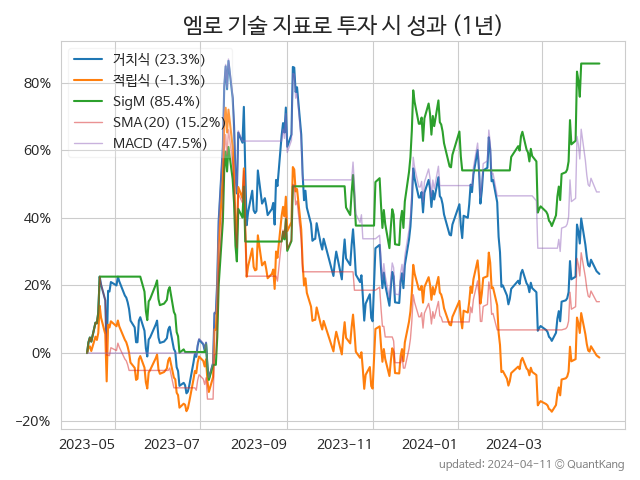 엠로 기술 지표로 투자 시 성과 (1년)
거치식 (23.3%)
적립식 (−1.3%)
SigM (85.4%)
SMA(20) (15.2%)
MACD (47.5%)
80%
60%
40%
20%
0%
−20%
2023-05
2023-07
2023-09
2023-11
2024-01
2024-03
updated: 2024-04-11 © QuantKang